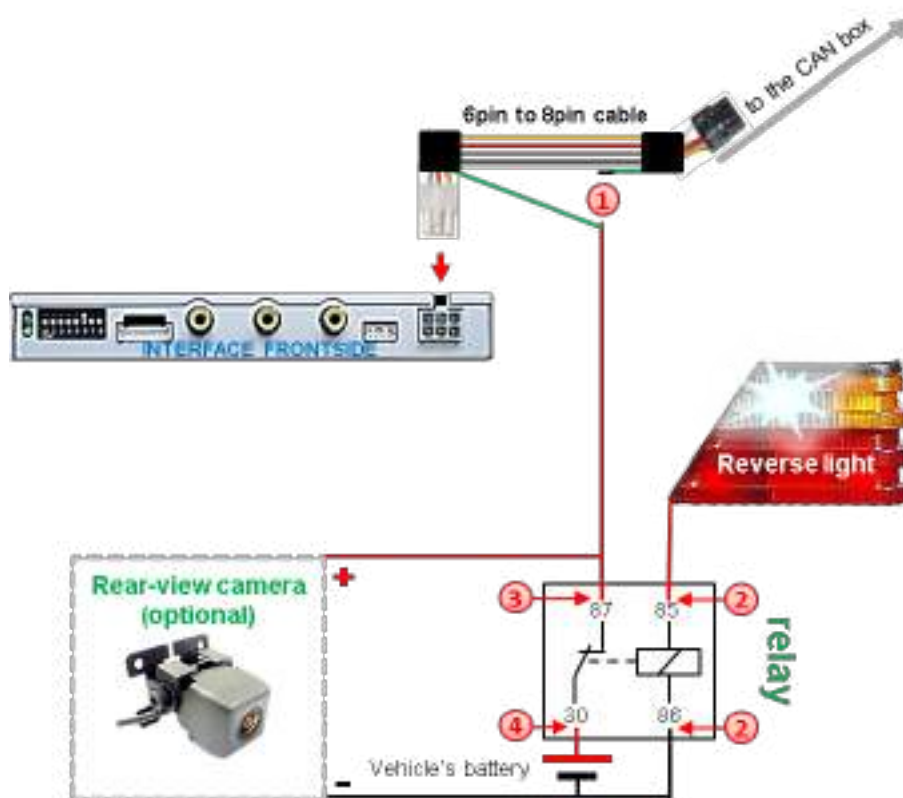 to the CAN box
6pin to 8pin cable
1
INTERFACE FRONTSIDE
Reverse light
Rear-view camera
(optional)
+
3
87
85
2
relay
4
30
86
2
Vehicle's battery
-